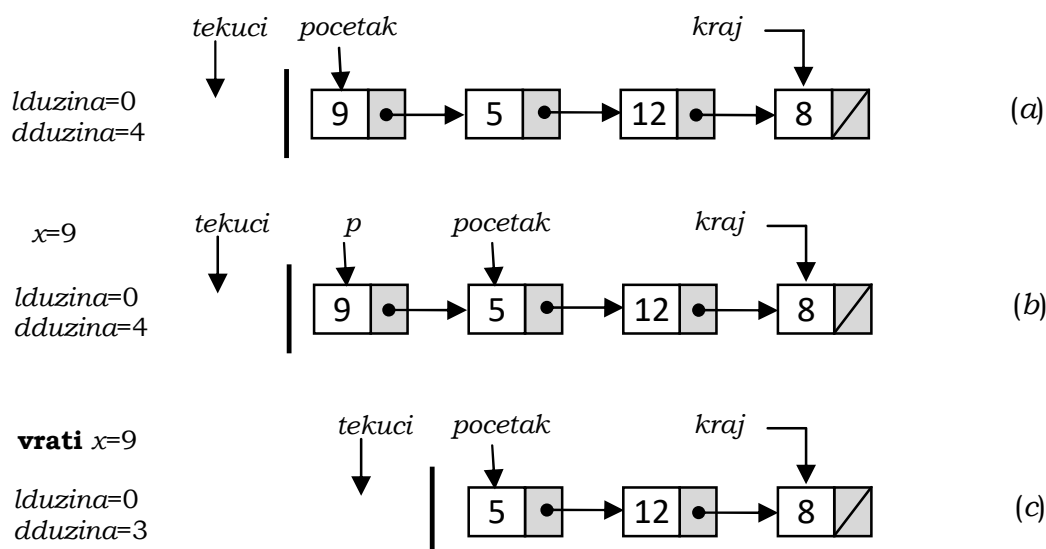 tekuci pocetak kraj
lduzina=0
dduzina=4
9 5 12 8
(a)
x=9
tekuci p pocetak kraj
lduzina=0
dduzina=4
9 5 12 8
(b)
vrati x=9
tekuci pocetak kraj
lduzina=0
dduzina=3
5 12 8
(c)